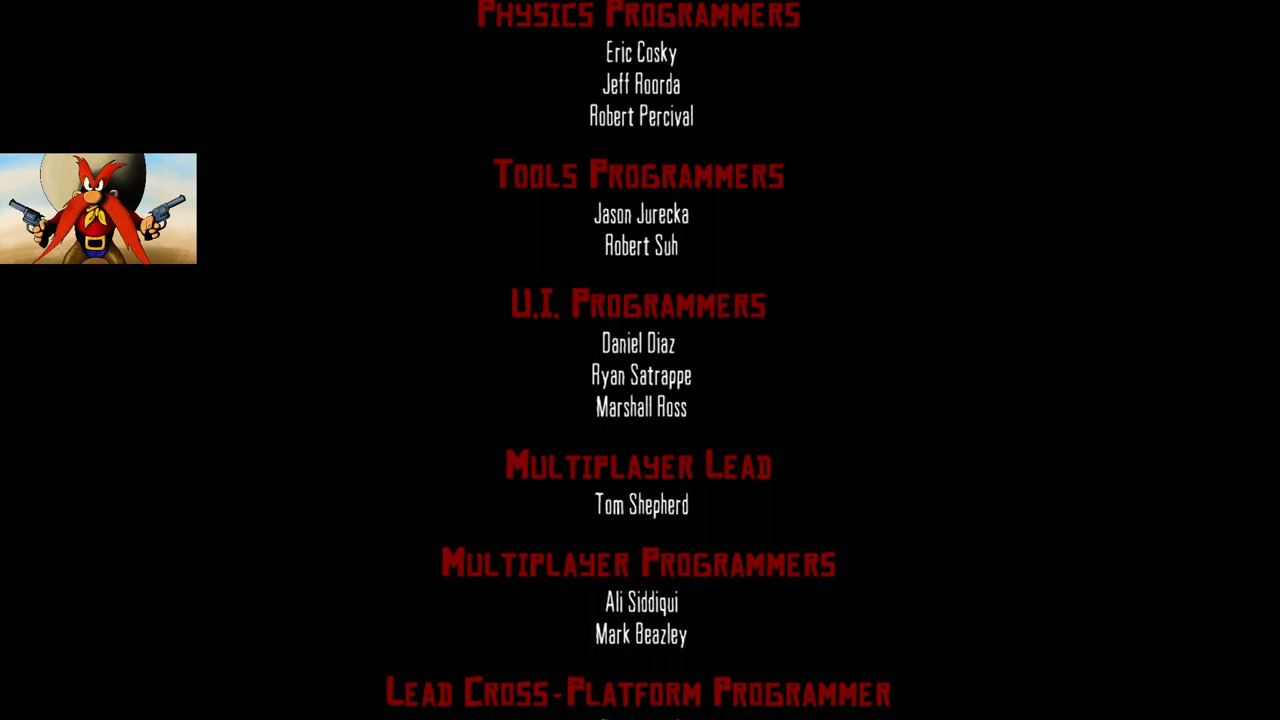 Physics Programmers
Eric Cosky
Jeff Roorda
Robert Percival
Tools Programmers
Jason Jurecka
Robert Suh
U.I. Programmers
Daniel Diaz
Ryan Satrappe
Marshall Ross
Multiplayer Lead
Tom Shepherd
Multiplayer Programmers
Ali Siddiqui
Mark Beazley
Lead Cross-Platform Programmer